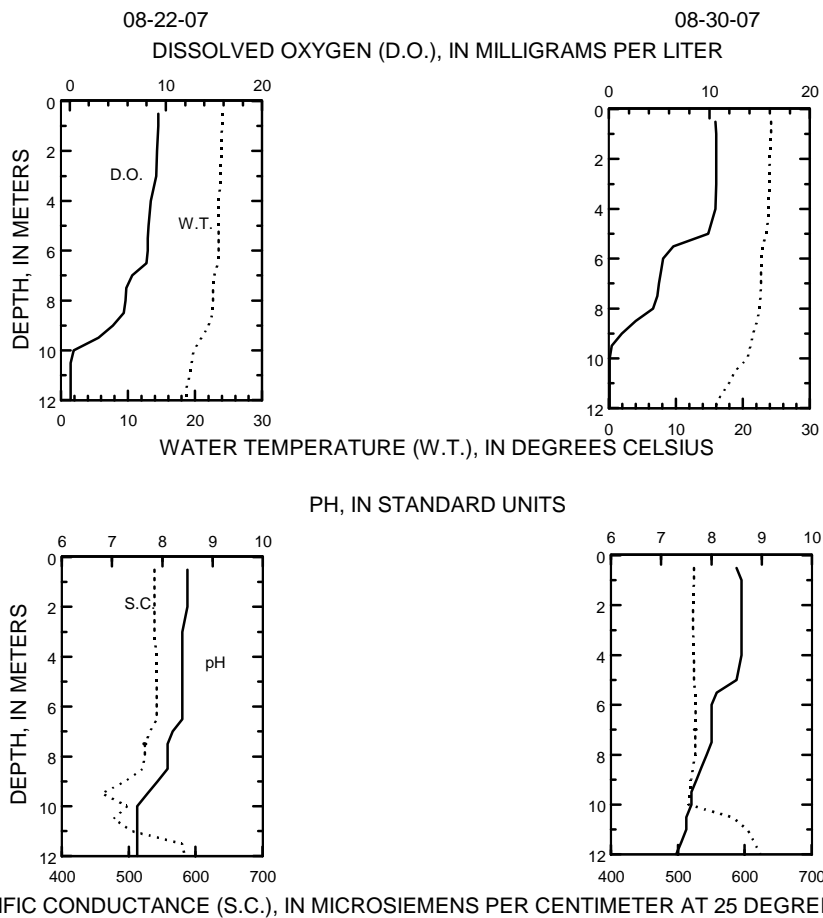 08-22-07 08-30-07
DISSOLVED OXYGEN (D.O.), IN MILLIGRAMS PER LITER
0 10 20 0 10 20
0 0
2 2
D.O.
4 4
W.T.
6 6
8 8
10 10
12 12
DEPTH, IN METERS
0 10 20 30 0 10 20 30
WATER TEMPERATURE (W.T.), IN DEGREES CELSIUS
PH, IN STANDARD UNITS
6 7 8 9 10 6 7 8 9 10
0 0
S.C.
2 2
4 4
pH
6 6
8 8
10 10
12 12
DEPTH, IN METERS
400 500 600 700 400 500 600 700
IFIC CONDUCTANCE (S.C.), IN MICROSIEMENS PER CENTIMETER AT 25 DEGRE